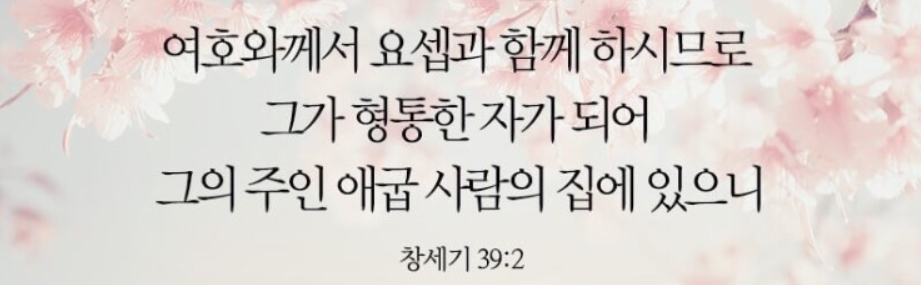 여호와께서 요셉과 함께 하시므로
그가 형통한 자가 되어
그의 주인 애굽 사람의 집에 있으니
창세기 39:2